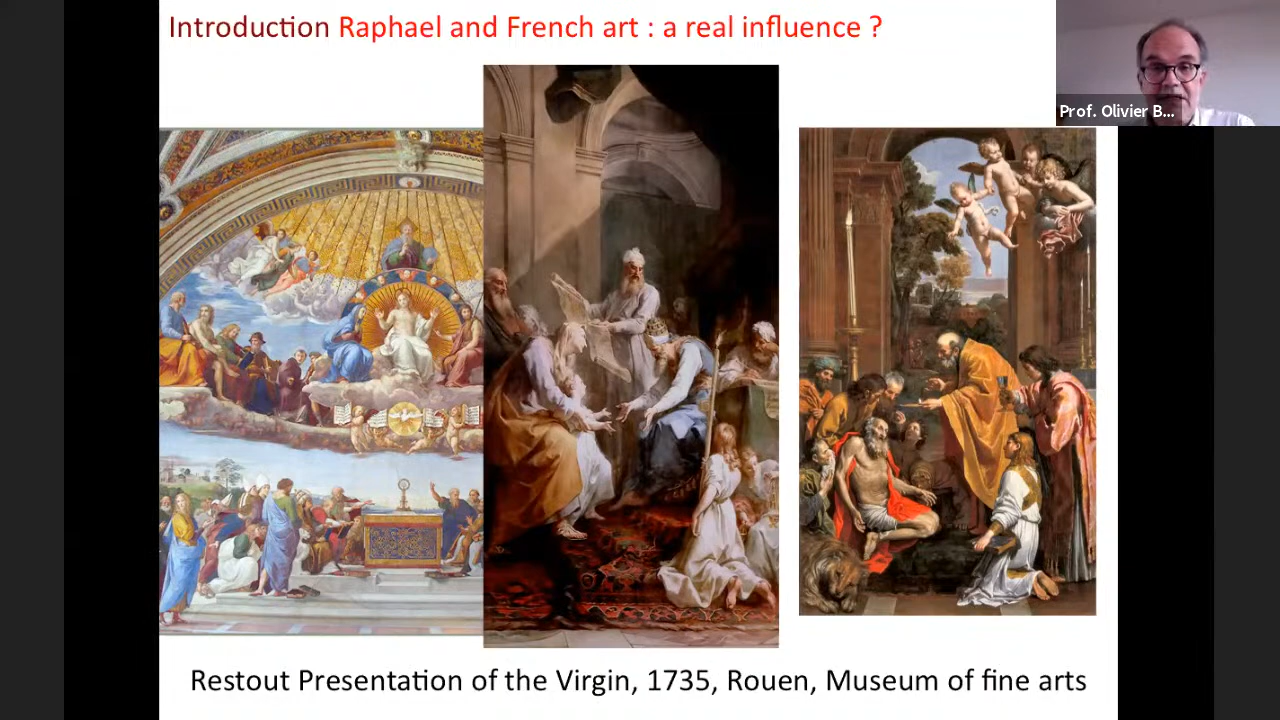 Introduction Raphael and French art : a real influence ?
Prof. Olivier B...
Restout Presentation of the Virgin, 1735, Rouen, Museum of fine arts